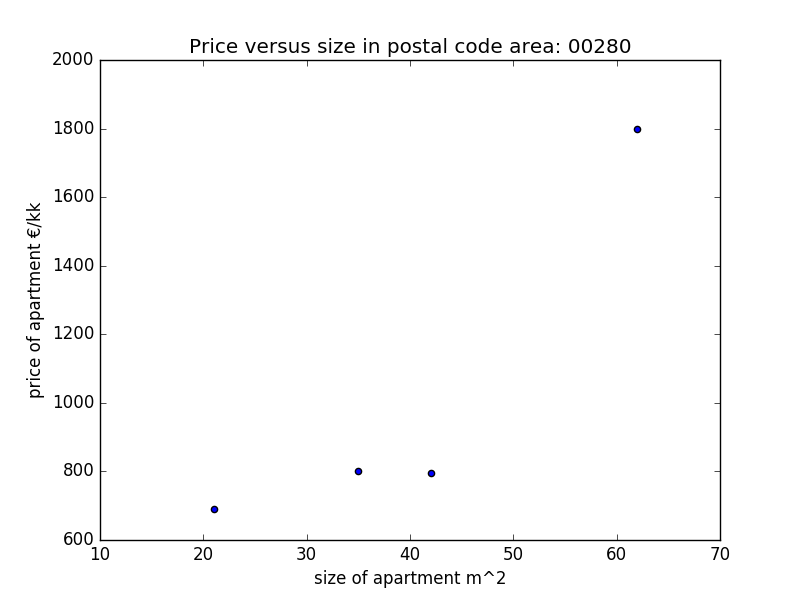 Price versus size in postal code area: 00280
2000
1800
1600
1400
1200
1000
800
600
price of apartment €/kk
10 20 30 40 50 60 70
size of apartment m^2